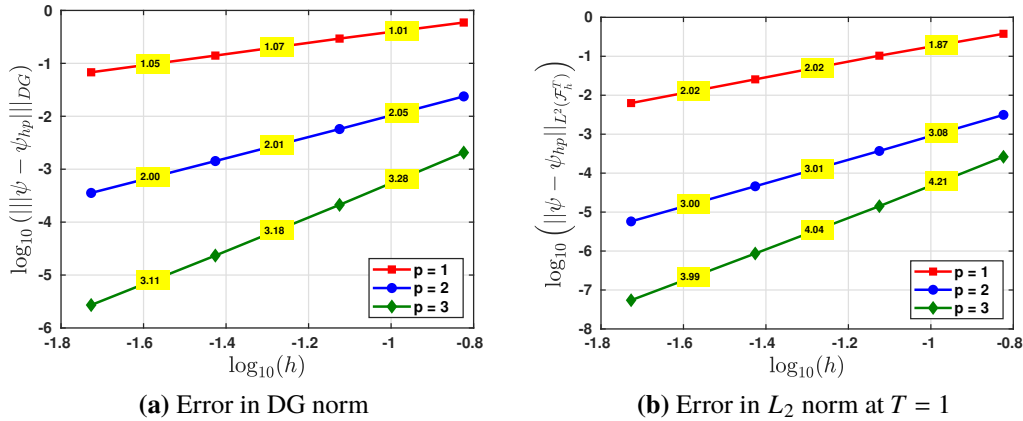 log₁₀ (|||ψ − ψₕₚ|||_DG)
0
-1
-2
-3
-4
-5
-6
1.05
1.07
1.01
2.00
2.01
2.05
3.11
3.18
3.28
p = 1
p = 2
p = 3
-1.8 -1.6 -1.4 -1.2 -1 -0.8
log₁₀(h)
(a) Error in DG norm
log₁₀ (||ψ − ψₕₚ||_{L²(ℱ_h^T)})
0
-1
-2
-3
-4
-5
-6
-7
-8
2.02
2.02
1.87
3.00
3.01
3.08
3.99
4.04
4.21
p = 1
p = 2
p = 3
-1.8 -1.6 -1.4 -1.2 -1 -0.8
log₁₀(h)
(b) Error in L₂ norm at T = 1